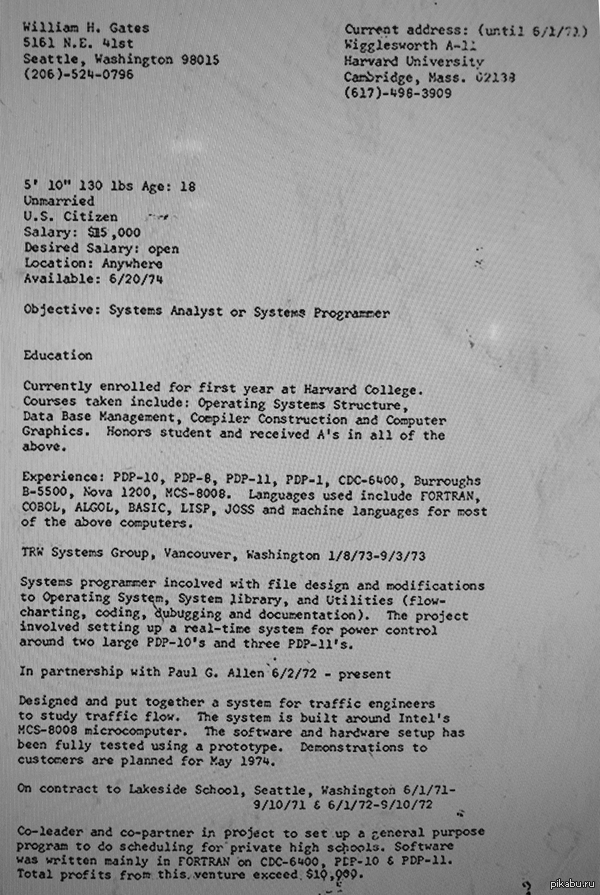 William H. Gates
5161 N.E. 41st
Seattle, Washington 98015
(206)-524-0796
Current address: (until 6/1/71)
Wigglesworth A-11
Harvard University
Cambridge, Mass. 02138
(617)-498-3909
5' 10" 130 lbs Age: 18
Unmarried
U.S. Citizen
Salary: $15,000
Desired Salary: open
Location: Anywhere
Available: 6/20/74
Objective: Systems Analyst or Systems Programmer
Education
Currently enrolled for first year at Harvard College.
Courses taken include: Operating Systems Structure,
Data Base Management, Compiler Construction and Computer
Graphics. Honors student and received A's in all of the
above.
Experience: PDP-10, PDP-8, PDP-11, PDP-1, CDC-6400, Burroughs
B-5500, Nova 1200, MCS-8008. Languages used include FORTRAN,
COBOL, ALGOL, BASIC, LISP, JOSS and machine languages for most
of the above computers.
TRW Systems Group, Vancouver, Washington 1/8/73-9/3/73
Systems programmer incolved with file design and modifications
to Operating System, System library, and Utilities (flow-
charting, coding, dubugging and documentation). The project
involved setting up a real-time system for power control
around two large PDP-10's and three PDP-11's.
In partnership with Paul G. Allen 6/2/72 - present
Designed and put together a system for traffic engineers
to study traffic flow. The system is built around Intel's
MCS-8008 microcomputer. The software and hardware setup has
been fully tested using a prototype. Demonstrations to
customers are planned for May 1974.
On contract to Lakeside School, Seattle, Washington 6/1/71-
9/10/71 & 6/1/72-9/10/72
Co-leader and co-partner in project to set up a general purpose
program to do scheduling for private high schools. Software
was written mainly in FORTRAN on CDC-6400, PDP-10 & PDP-11.
Total profits from this venture exceed $10,000.
pikabu.ru